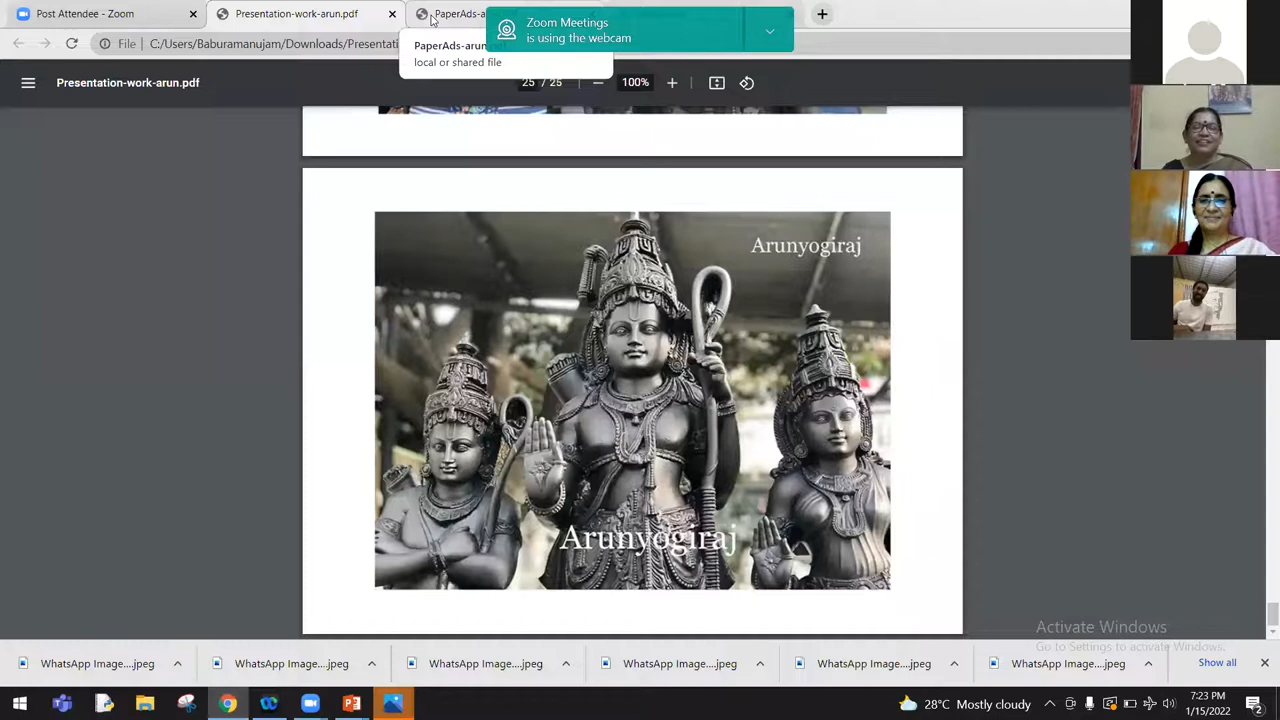 Post Attendee - Zoom
Presentation-work-arun.pdf
PaperAds-arun
Zoom Meetings
is using the webcam
File
C:/Users/Baburamanujam/Downloads/Presentati
PaperAds-arun
local or shared file
Presentation-work-arun.pdf
25 / 25
100%
Arunyogiraj
Arunyogiraj
Activate Windows
Go to Settings to activate Windows.
WhatsApp Image....jpeg
WhatsApp Image....jpeg
WhatsApp Image....jpeg
WhatsApp Image....jpeg
WhatsApp Image....jpeg
WhatsApp Image....jpeg
Show all
28°C Mostly cloudy
7:23 PM
1/15/2022
2